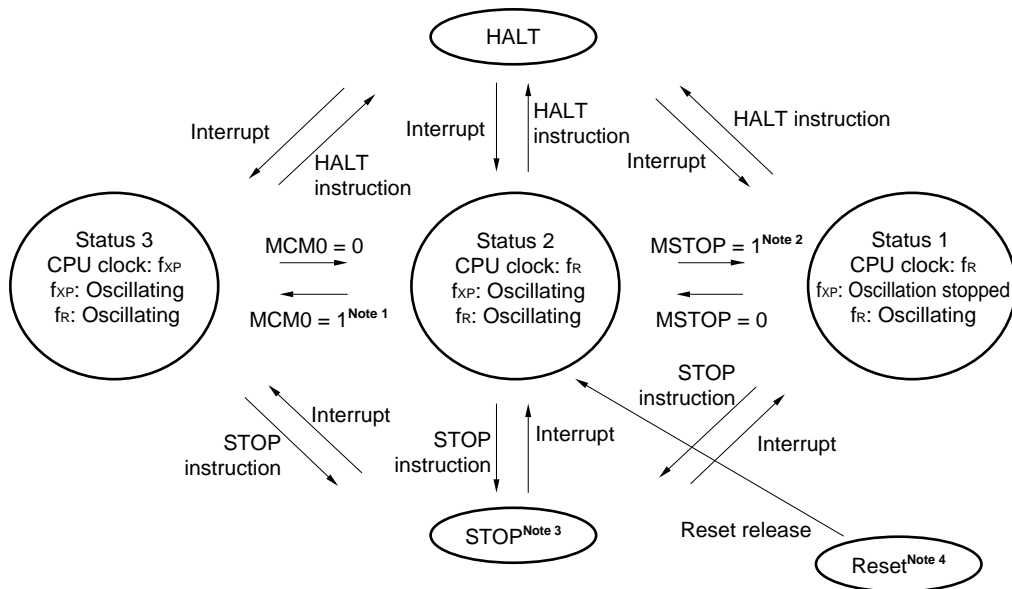 HALT
Interrupt
HALT
instruction
Interrupt
HALT
instruction
HALT instruction
Interrupt
Status 3
CPU clock: fXP
fXP: Oscillating
fR: Oscillating
MCM0 = 0
MCM0 = 1Note 1
Status 2
CPU clock: fR
fXP: Oscillating
fR: Oscillating
MSTOP = 1Note 2
MSTOP = 0
Status 1
CPU clock: fR
fXP: Oscillation stopped
fR: Oscillating
STOP
instruction
Interrupt
STOP
instruction
Interrupt
STOP
instruction
Interrupt
STOPNote 3
Reset release
ResetNote 4